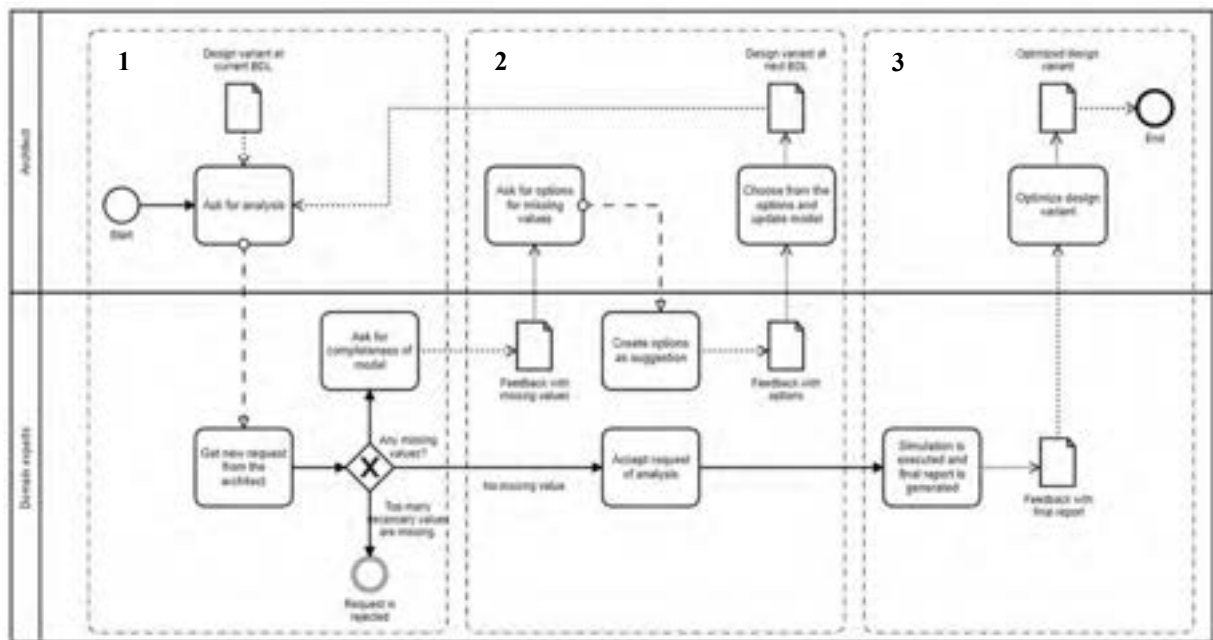 Architect
1
Design variant at
current BDL
Start
Ask for analysis
2
Design variant at
next BDL
Ask for options
for missing
values
Choose from the
options and
update model
3
Optimized design
variant
End
Optimize design
variant
Domain experts
Ask for
completeness of
model
Get new request
from the
architect
Any missing
values?
Too many
necessary values
are missing.
Request is
rejected
Feedback with
missing values
Create options
as suggestion
Feedback with
options
No missing value
Accept request
of analysis
Simulation is
executed and
final report is
generated
Feedback with
final report